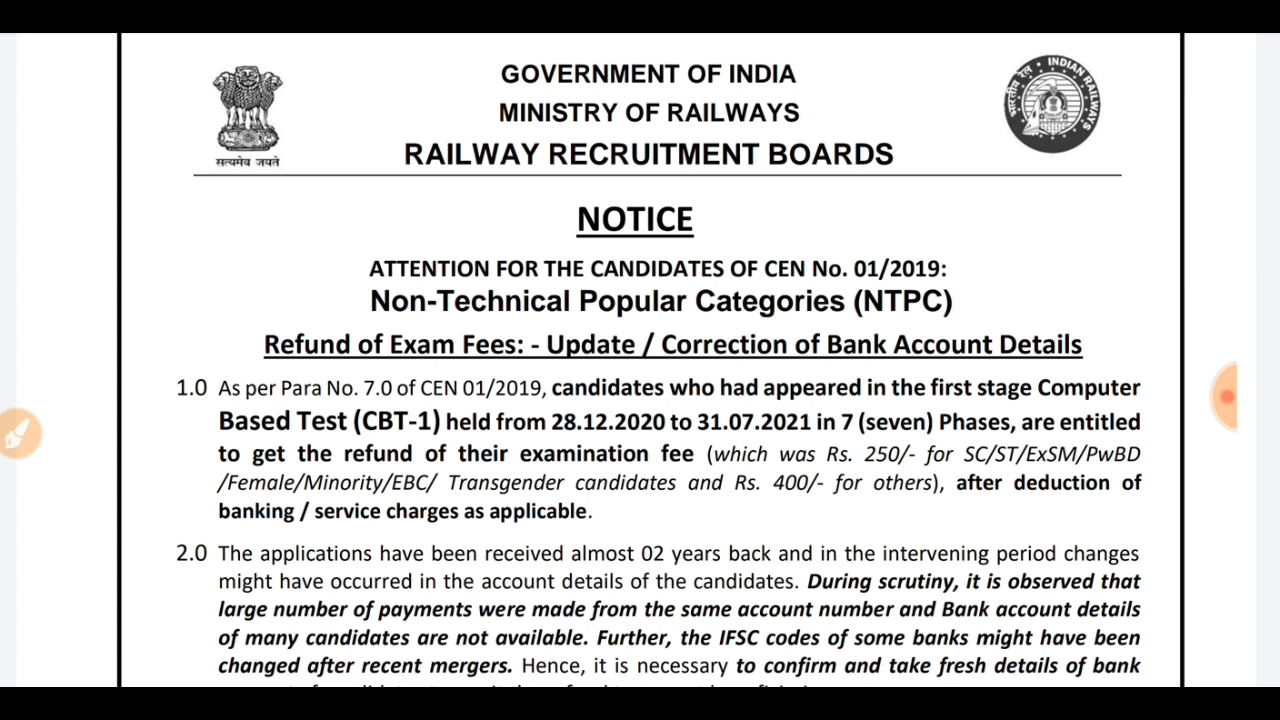 GOVERNMENT OF INDIA
MINISTRY OF RAILWAYS
RAILWAY RECRUITMENT BOARDS
सत्यमेव जयते
भारतीय रेल • INDIAN RAILWAYS
NOTICE
ATTENTION FOR THE CANDIDATES OF CEN No. 01/2019:
Non-Technical Popular Categories (NTPC)
Refund of Exam Fees: - Update / Correction of Bank Account Details
1.0 As per Para No. 7.0 of CEN 01/2019, candidates who had appeared in the first stage Computer
Based Test (CBT-1) held from 28.12.2020 to 31.07.2021 in 7 (seven) Phases, are entitled
to get the refund of their examination fee (which was Rs. 250/- for SC/ST/ExSM/PwBD
/Female/Minority/EBC/ Transgender candidates and Rs. 400/- for others), after deduction of
banking / service charges as applicable.
2.0 The applications have been received almost 02 years back and in the intervening period changes
might have occurred in the account details of the candidates. During scrutiny, it is observed that
large number of payments were made from the same account number and Bank account details
of many candidates are not available. Further, the IFSC codes of some banks might have been
changed after recent mergers. Hence, it is necessary to confirm and take fresh details of bank